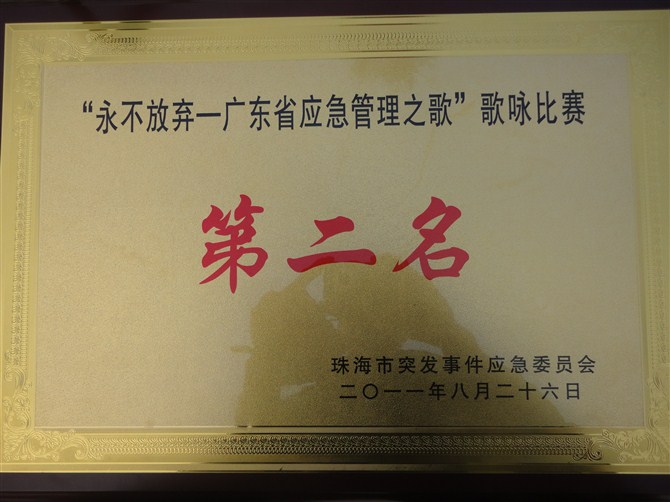 “永不放弃一广东省应急管理之歌”歌咏比赛
第二名
珠海市突发事件应急委员会
二〇一一年八月二十六日